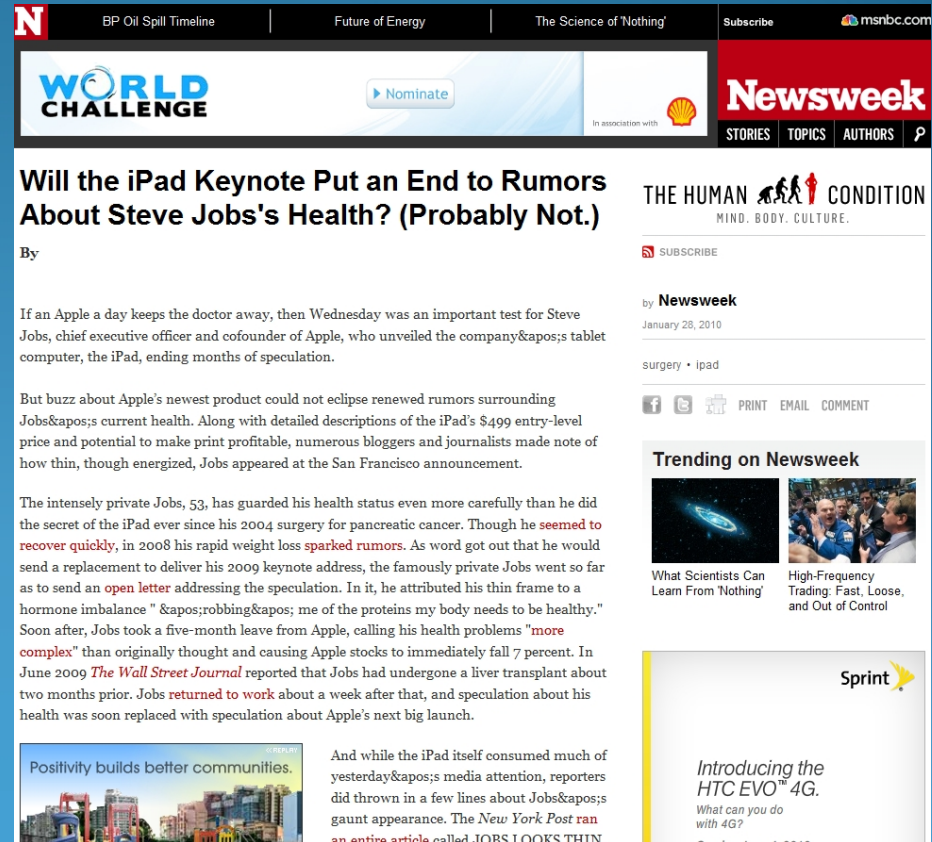 N
BP Oil Spill Timeline
Future of Energy
The Science of 'Nothing'
Subscribe
msnbc.com
WORLD
CHALLENGE
Nominate
In association with
Newsweek
STORIES
TOPICS
AUTHORS
Will the iPad Keynote Put an End to Rumors
About Steve Jobs's Health? (Probably Not.)
By
If an Apple a day keeps the doctor away, then Wednesday was an important test for Steve
Jobs, chief executive officer and cofounder of Apple, who unveiled the company&apos;s tablet
computer, the iPad, ending months of speculation.
But buzz about Apple's newest product could not eclipse renewed rumors surrounding
Jobs&apos;s current health. Along with detailed descriptions of the iPad's $499 entry-level
price and potential to make print profitable, numerous bloggers and journalists made note of
how thin, though energized, Jobs appeared at the San Francisco announcement.
The intensely private Jobs, 53, has guarded his health status even more carefully than he did
the secret of the iPad ever since his 2004 surgery for pancreatic cancer. Though he seemed to
recover quickly, in 2008 his rapid weight loss sparked rumors. As word got out that he would
send a replacement to deliver his 2009 keynote address, the famously private Jobs went so far
as to send an open letter addressing the speculation. In it, he attributed his thin frame to a
hormone imbalance " &apos;robbing&apos; me of the proteins my body needs to be healthy."
Soon after, Jobs took a five-month leave from Apple, calling his health problems "more
complex" than originally thought and causing Apple stocks to immediately fall 7 percent. In
June 2009 The Wall Street Journal reported that Jobs had undergone a liver transplant about
two months prior. Jobs returned to work about a week after that, and speculation about his
health was soon replaced with speculation about Apple's next big launch.
© REPLAY
Positivity builds better communities.
And while the iPad itself consumed much of
yesterday&apos;s media attention, reporters
did thrown in a few lines about Jobs&apos;s
gaunt appearance. The New York Post ran
an entire article called JOBS LOOKS THIN
THE HUMAN CONDITION
MIND. BODY. CULTURE.
SUBSCRIBE
by Newsweek
January 28, 2010
surgery • ipad
PRINT
EMAIL
COMMENT
Trending on Newsweek
What Scientists Can
Learn From 'Nothing'
High-Frequency
Trading: Fast, Loose,
and Out of Control
Sprint
Introducing the
HTC EVO™ 4G.
What can you do
with 4G?